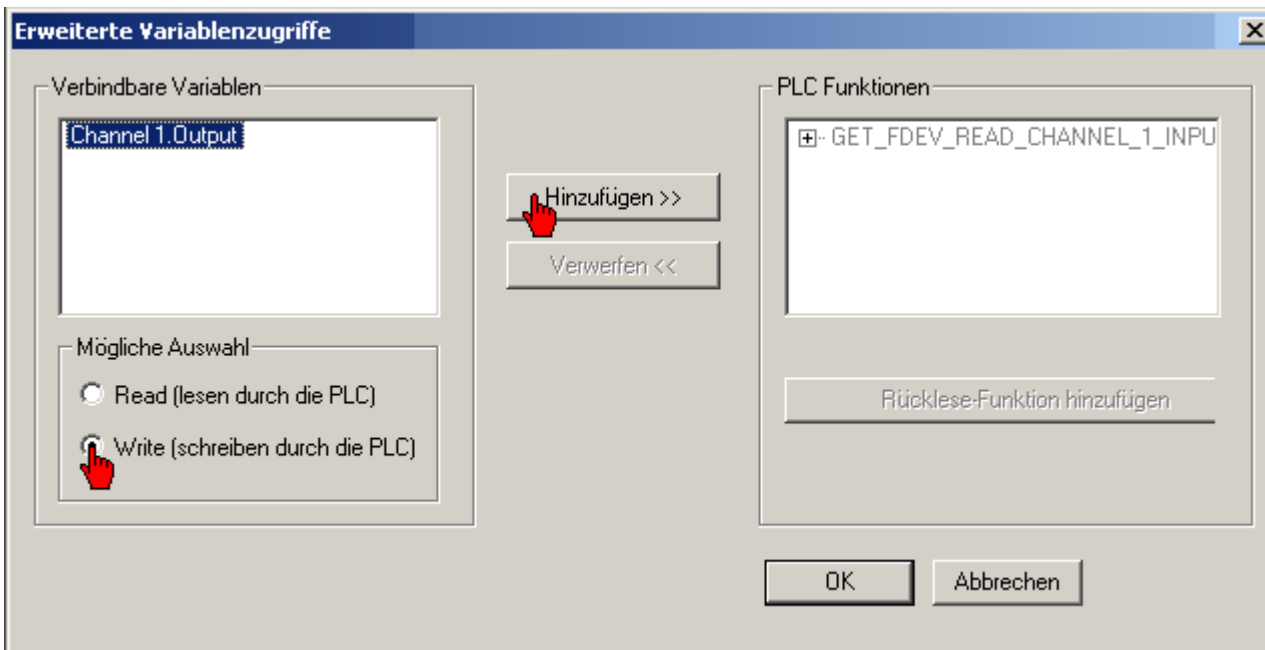 Erweiterte Variablenzugriffe
Verbindbare Variablen
Channel 1.Output
Mögliche Auswahl
Read (lesen durch die PLC)
Write (schreiben durch die PLC)
Hinzufügen >>
Verwerfen <<
PLC Funktionen
GET_FDEV_READ_CHANNEL_1_INPU
Rücklese-Funktion hinzufügen
OK
Abbrechen